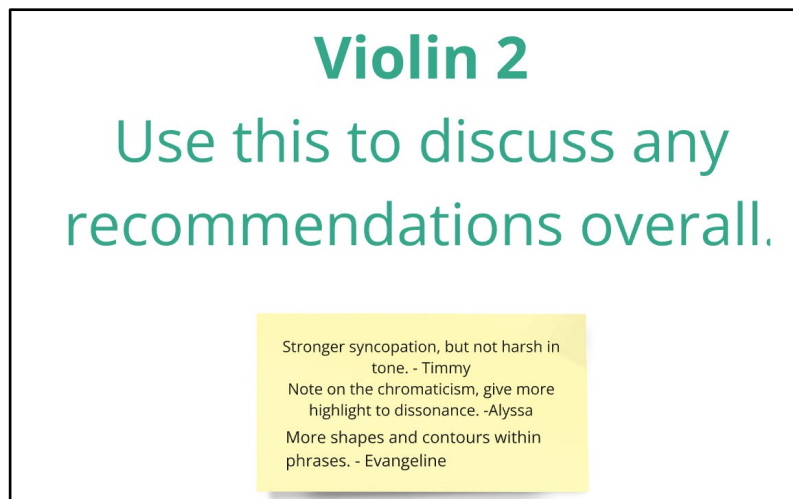 Violin 2
Use this to discuss any
recommendations overall.
Stronger syncopation, but not harsh in
tone. - Timmy
Note on the chromaticism, give more
highlight to dissonance. -Alyssa
More shapes and contours within
phrases. - Evangeline